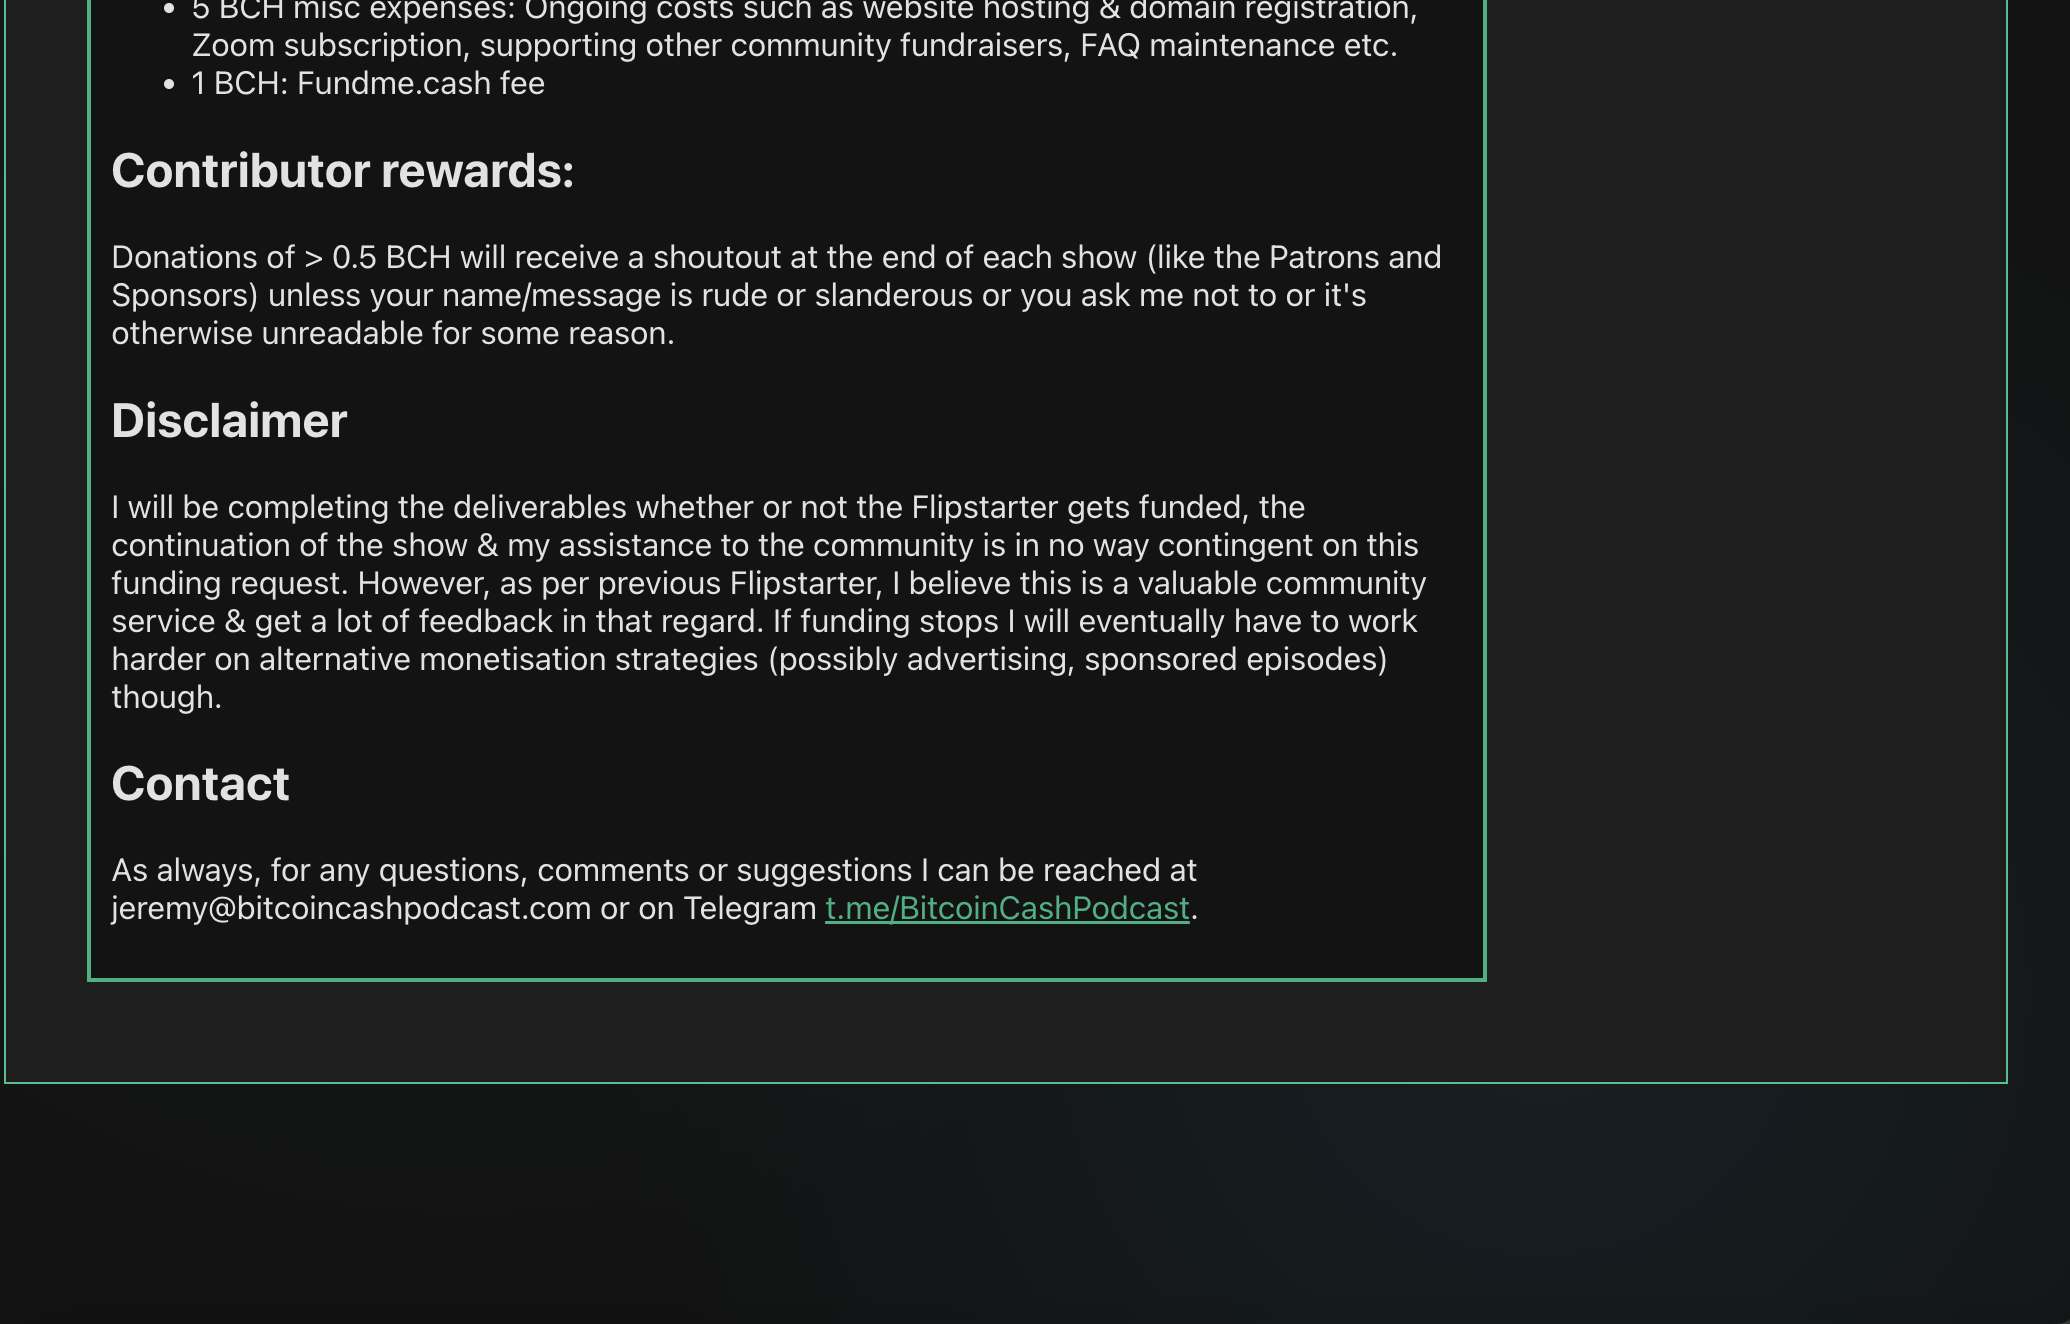 5 BCH misc expenses: Ongoing costs such as website hosting & domain registration,
Zoom subscription, supporting other community fundraisers, FAQ maintenance etc.
1 BCH: Fundme.cash fee
Contributor rewards:
Donations of > 0.5 BCH will receive a shoutout at the end of each show (like the Patrons and
Sponsors) unless your name/message is rude or slanderous or you ask me not to or it's
otherwise unreadable for some reason.
Disclaimer
I will be completing the deliverables whether or not the Flipstarter gets funded, the
continuation of the show & my assistance to the community is in no way contingent on this
funding request. However, as per previous Flipstarter, I believe this is a valuable community
service & get a lot of feedback in that regard. If funding stops I will eventually have to work
harder on alternative monetisation strategies (possibly advertising, sponsored episodes)
though.
Contact
As always, for any questions, comments or suggestions I can be reached at
jeremy@bitcoincashpodcast.com or on Telegram t.me/BitcoinCashPodcast.